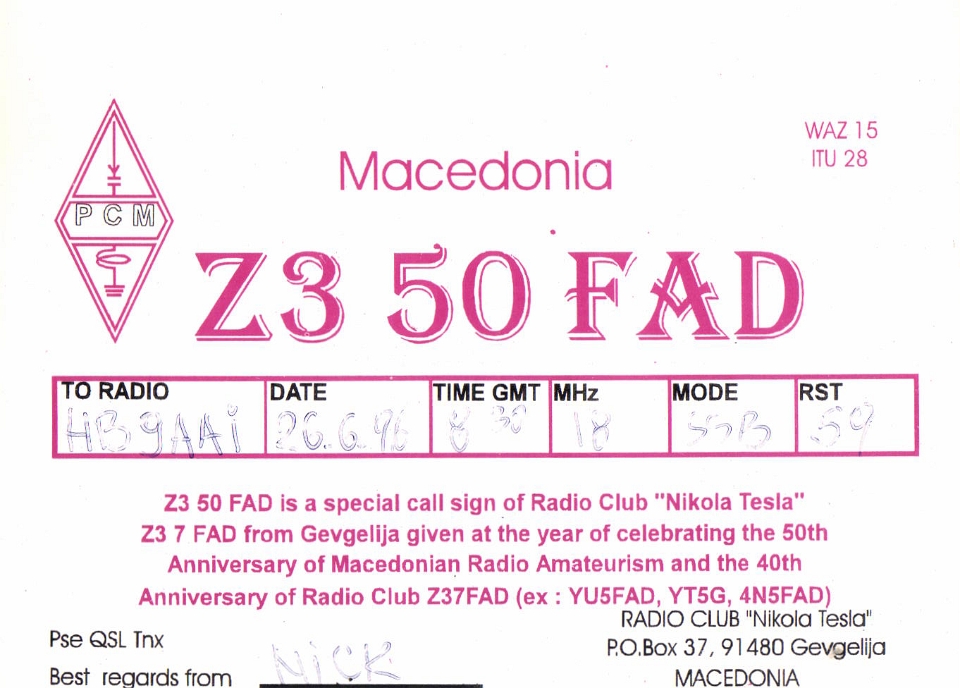 WAZ 15
ITU 28
Macedonia
P C M
Z3 50 FAD
TO RADIO DATE TIME GMT MHz MODE RST
HB9AAi 26.6.96 8 30 18 SSB 59
Z3 50 FAD is a special call sign of Radio Club "Nikola Tesla"
Z3 7 FAD from Gevgelija given at the year of celebrating the 50th
Anniversary of Macedonian Radio Amateurism and the 40th
Anniversary of Radio Club Z37FAD (ex : YU5FAD, YT5G, 4N5FAD)
RADIO CLUB "Nikola Tesla"
P.O.Box 37, 91480 Gevgelija
MACEDONIA
Pse QSL Tnx
Best regards from NICK